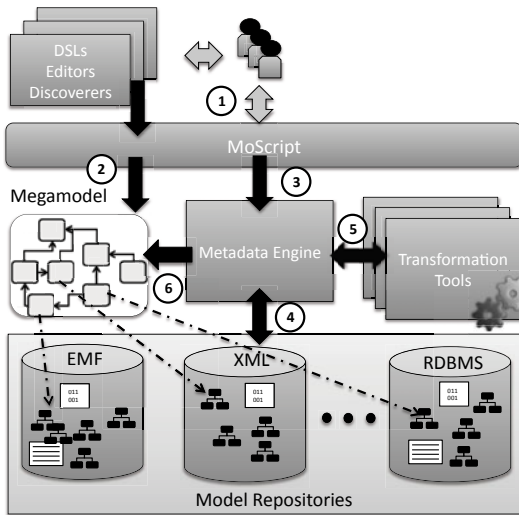 DSLs
Editors
Discoverers
1
MoScript
2
3
Megamodel
Metadata Engine
5
Transformation
Tools
6
4
EMF
XML
RDBMS
011
001
011
001
011
001
Model Repositories